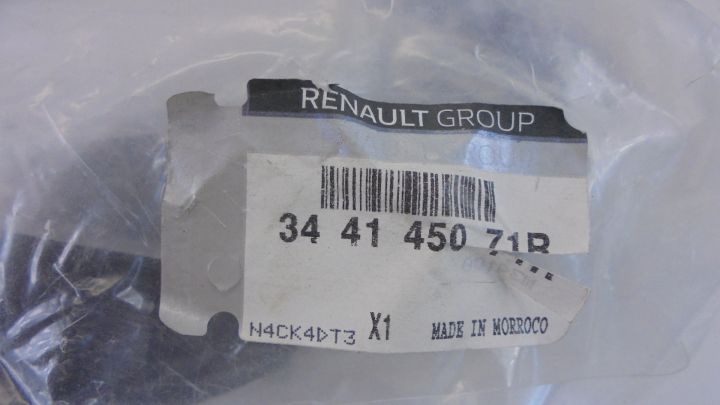 RENAULT GROUP
34 41 450 71R
N4CK4DT3 X1 MADE IN MORROCO